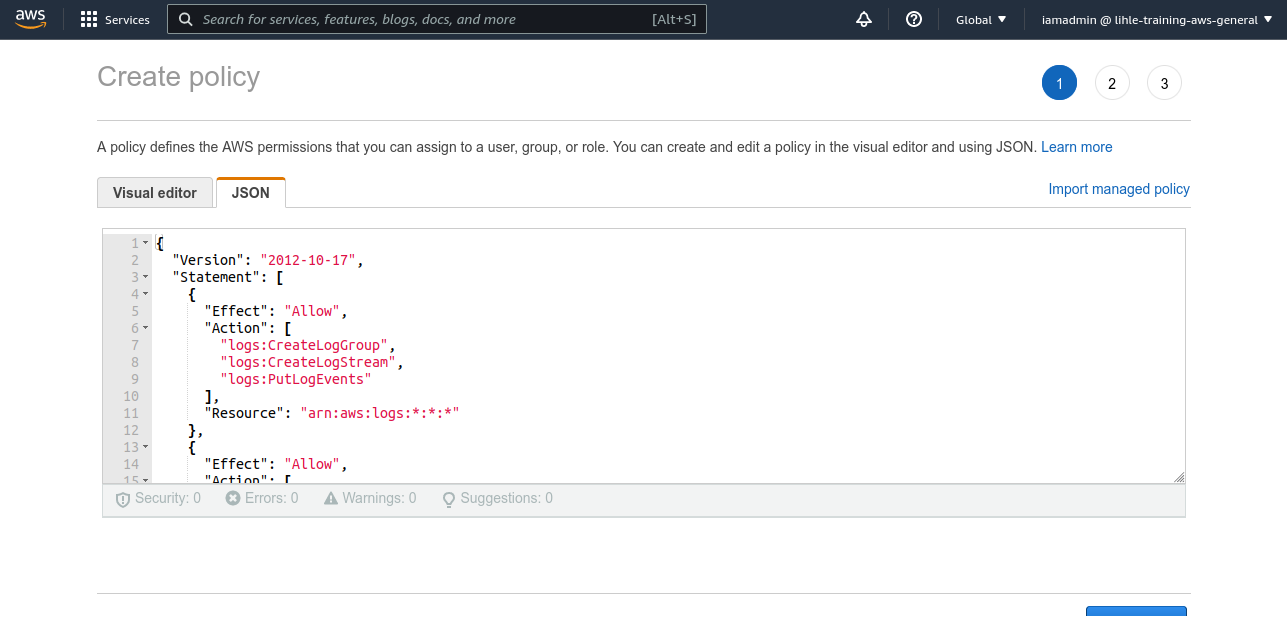 aws Services Search for services, features, blogs, docs, and more [Alt+S] Global iamadmin @ lihle-training-aws-general
Create policy 1 2 3
A policy defines the AWS permissions that you can assign to a user, group, or role. You can create and edit a policy in the visual editor and using JSON. Learn more
Visual editor JSON Import managed policy
1 {
2 "Version": "2012-10-17",
3 "Statement": [
4 {
5 "Effect": "Allow",
6 "Action": [
7 "logs:CreateLogGroup",
8 "logs:CreateLogStream",
9 "logs:PutLogEvents"
10 ],
11 "Resource": "arn:aws:logs:*:*:*"
12 },
13 {
14 "Effect": "Allow",
15 "Action": [
Security: 0 Errors: 0 Warnings: 0 Suggestions: 0